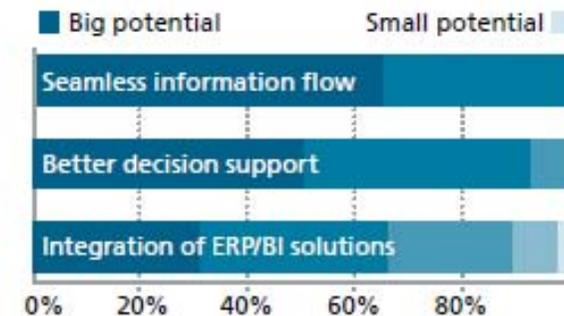 Big potential Small potential
Seamless information flow
Better decision support
Integration of ERP/BI solutions
0% 20% 40% 60% 80%